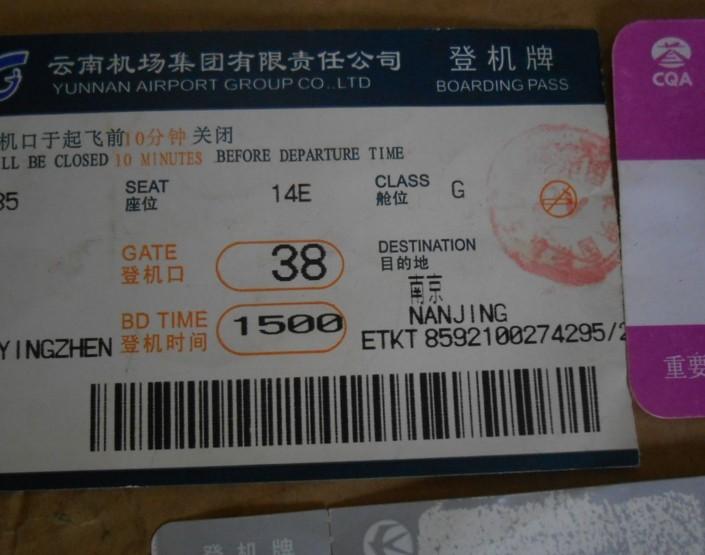 云南机场集团有限责任公司 登机牌
YUNNAN AIRPORT GROUP CO.,LTD BOARDING PASS
CQA
机口于起飞前10分钟关闭
LL BE CLOSED 10 MINUTES BEFORE DEPARTURE TIME
35 SEAT 座位 14E CLASS 舱位 G
GATE 登机口 38 DESTINATION 目的地
南京
NANJING
YINGZHEN BD TIME 登机时间 1500 ETKT 8592100274295/2
重要
登机牌